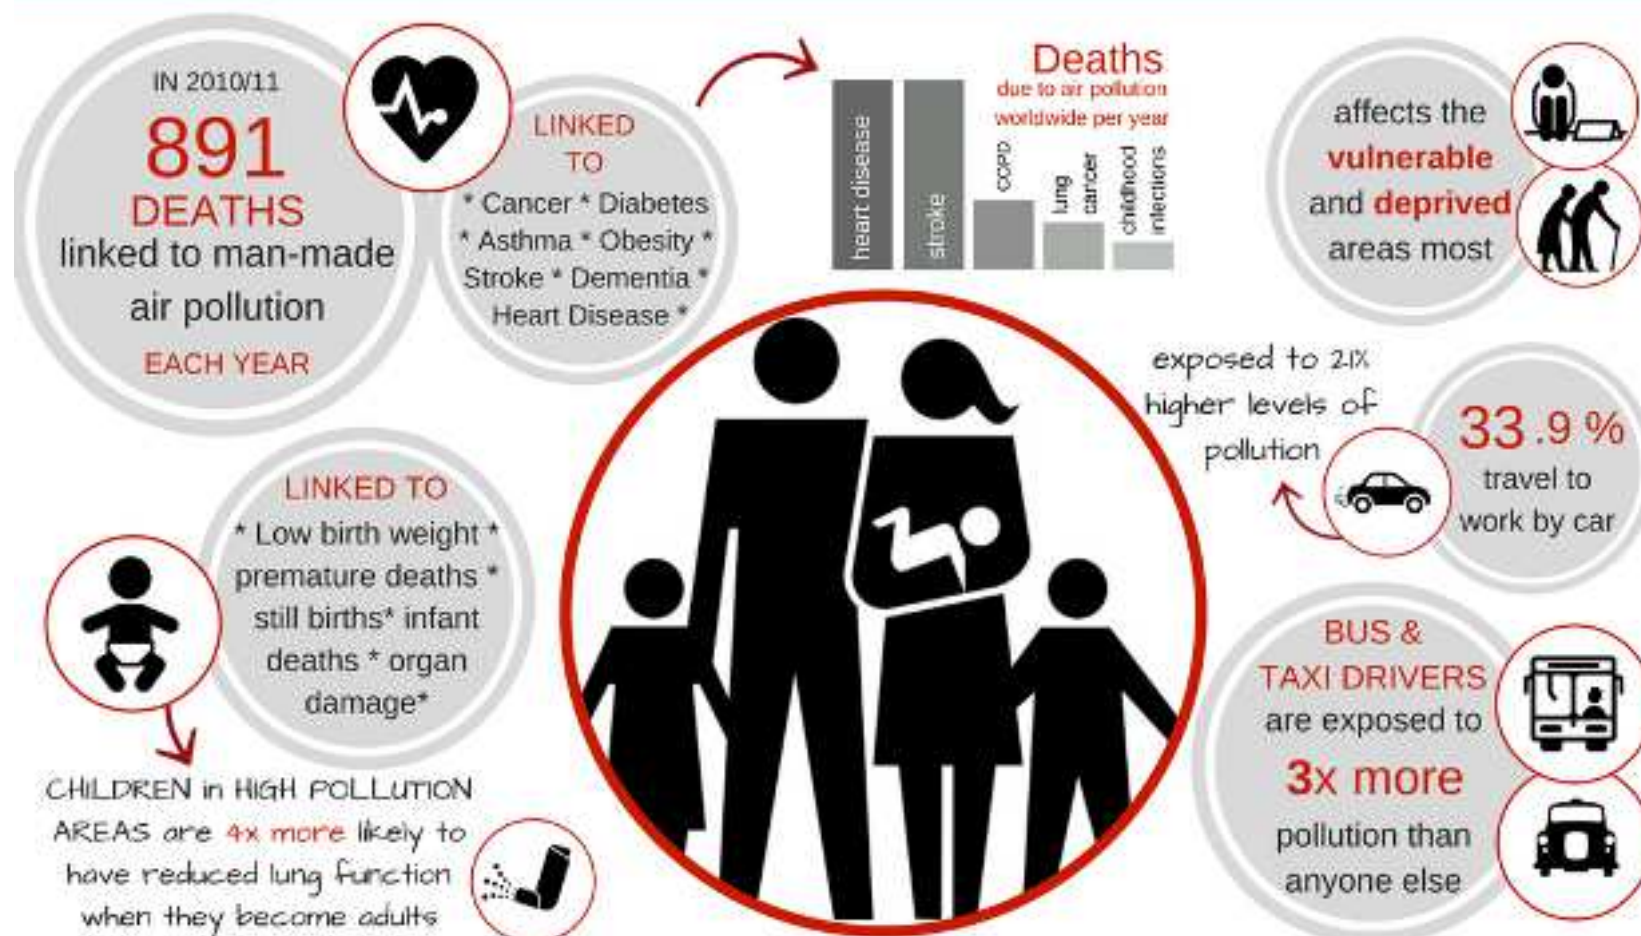 IN 2010/11
891
DEATHS
linked to man-made
air pollution
EACH YEAR
LINKED
TO
* Cancer * Diabetes
* Asthma * Obesity *
Stroke * Dementia *
Heart Disease *
Deaths
due to air pollution
worldwide per year
heart disease
stroke
COPD
lung
cancer
childhood
infections
affects the
vulnerable
and deprived
areas most
exposed to 21%
higher levels of
pollution
33.9 %
travel to
work by car
LINKED TO
* Low birth weight *
premature deaths *
still births* infant
deaths * organ
damage*
CHILDREN in HIGH POLLUTION
AREAS are 4x more likely to
have reduced lung function
when they become adults
BUS &
TAXI DRIVERS
are exposed to
3x more
pollution than
anyone else